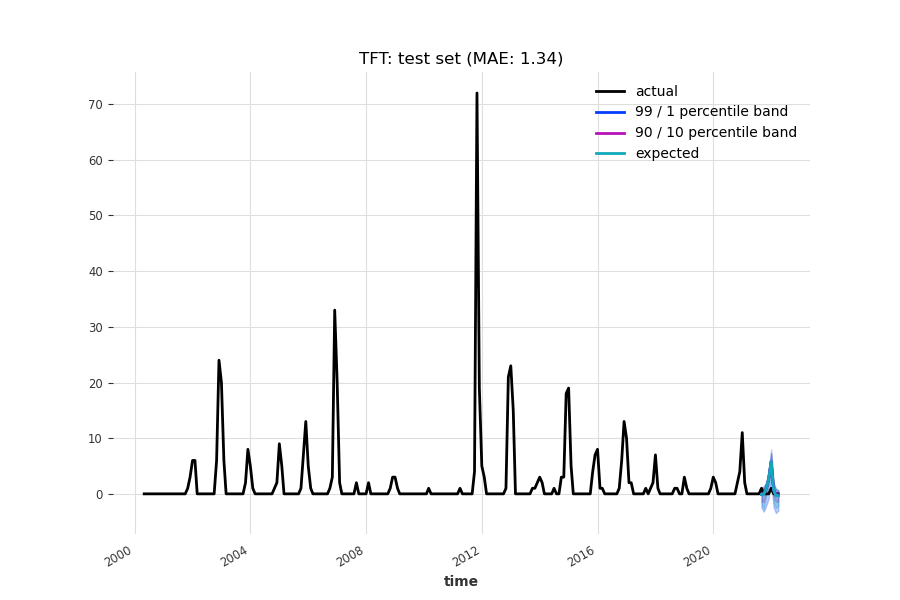 TFT: test set (MAE: 1.34)
actual
99 / 1 percentile band
90 / 10 percentile band
expected
70
60
50
40
30
20
10
0
2000
2004
2008
2012
2016
2020
time